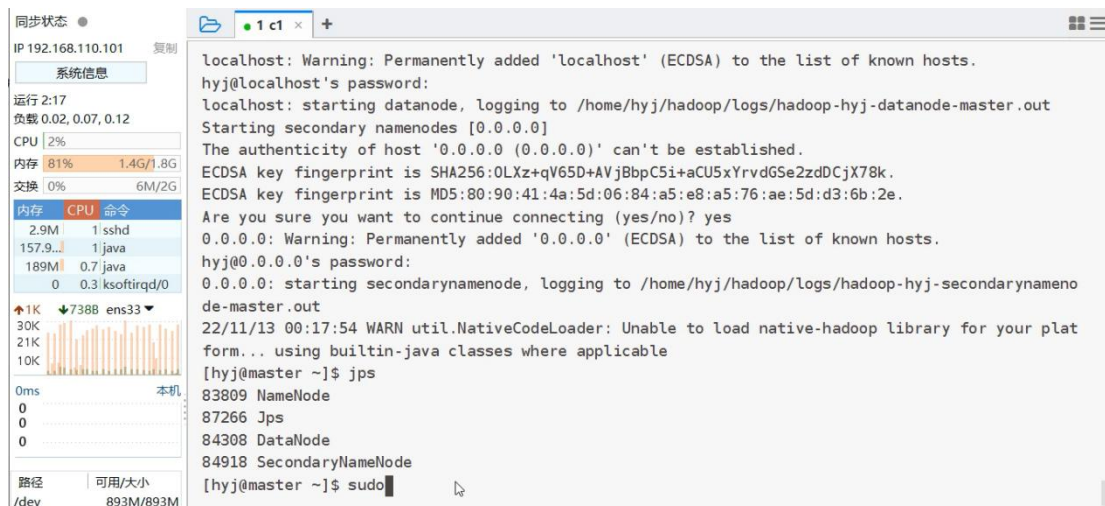 同步状态
IP 192.168.110.101 复制
系统信息
运行 2:17
负载 0.02, 0.07, 0.12
CPU 2%
内存 81% 1.4G/1.8G
交换 0% 6M/2G
内存 CPU 命令
2.9M 1 sshd
157.9... 1 java
189M 0.7 java
0 0.3 ksoftirqd/0
1K 738B ens33
30K
21K
10K
0ms 本机
0
0
0
路径 可用/大小
/dev 893M/893M
1 c1 × +
localhost: Warning: Permanently added 'localhost' (ECDSA) to the list of known hosts.
hyj@localhost's password:
localhost: starting datanode, logging to /home/hyj/hadoop/logs/hadoop-hyj-datanode-master.out
Starting secondary namenodes [0.0.0.0]
The authenticity of host '0.0.0.0 (0.0.0.0)' can't be established.
ECDSA key fingerprint is SHA256:OLXz+qV65D+AVjBbpC5i+aCU5xYrvdGSe2zdDCjX78k.
ECDSA key fingerprint is MD5:80:90:41:4a:5d:06:84:a5:e8:a5:76:ae:5d:d3:6b:2e.
Are you sure you want to continue connecting (yes/no)? yes
0.0.0.0: Warning: Permanently added '0.0.0.0' (ECDSA) to the list of known hosts.
hyj@0.0.0.0's password:
0.0.0.0: starting secondarynamenode, logging to /home/hyj/hadoop/logs/hadoop-hyj-secondarynameno
de-master.out
22/11/13 00:17:54 WARN util.NativeCodeLoader: Unable to load native-hadoop library for your plat
form... using builtin-java classes where applicable
[hyj@master ~]$ jps
83809 NameNode
87266 Jps
84308 DataNode
84918 SecondaryNameNode
[hyj@master ~]$ sudo